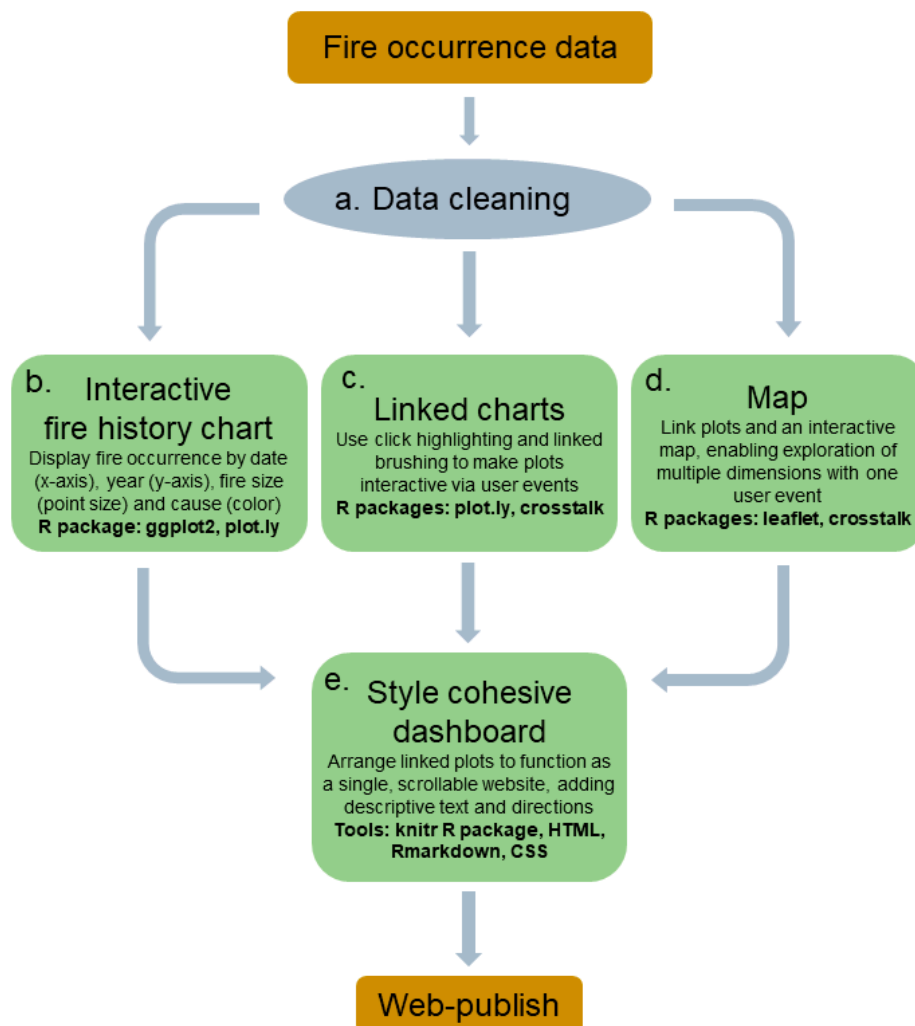 Fire occurrence data
a. Data cleaning
b.
Interactive
fire history chart
Display fire occurrence by date
(x-axis), year (y-axis), fire size
(point size) and cause (color)
R package: ggplot2, plot.ly
c.
Linked charts
Use click highlighting and linked
brushing to make plots
interactive via user events
R packages: plot.ly, crosstalk
d.
Map
Link plots and an interactive
map, enabling exploration of
multiple dimensions with one
user event
R packages: leaflet, crosstalk
e.
Style cohesive
dashboard
Arrange linked plots to function as
a single, scrollable website, adding
descriptive text and directions
Tools: knitr R package, HTML,
Rmarkdown, CSS
Web-publish